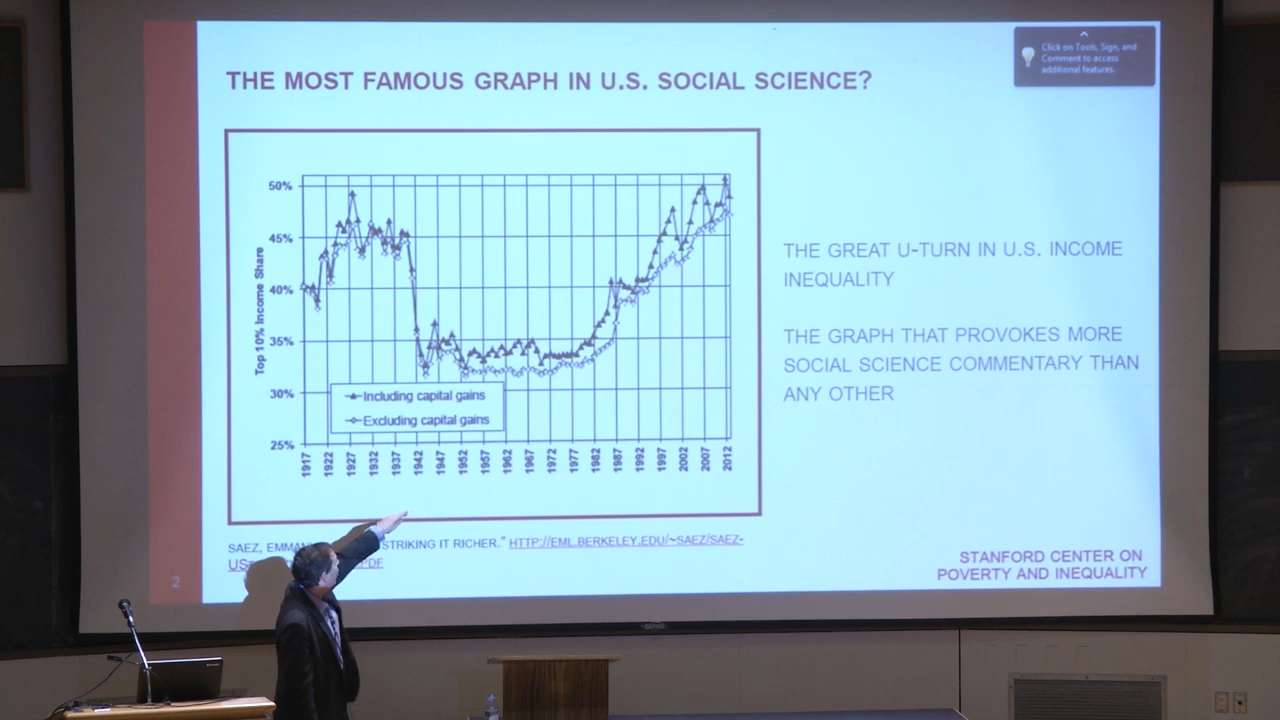 Click on Tools, Sign, and
Comment to access
additional features.
THE MOST FAMOUS GRAPH IN U.S. SOCIAL SCIENCE?
50%
45%
40%
35%
30%
25%
Top 10% Income Share
Including capital gains
Excluding capital gains
1917 1922 1927 1932 1937 1942 1947 1952 1957 1962 1967 1972 1977 1982 1987 1992 1997 2002 2007 2012
THE GREAT U-TURN IN U.S. INCOME
INEQUALITY
THE GRAPH THAT PROVOKES MORE
SOCIAL SCIENCE COMMENTARY THAN
ANY OTHER
SAEZ, STRIKING IT RICHER.” HTTP://EML.BERKELEY.EDU/~SAEZ/SAEZ-
STANFORD CENTER ON
POVERTY AND INEQUALITY
2